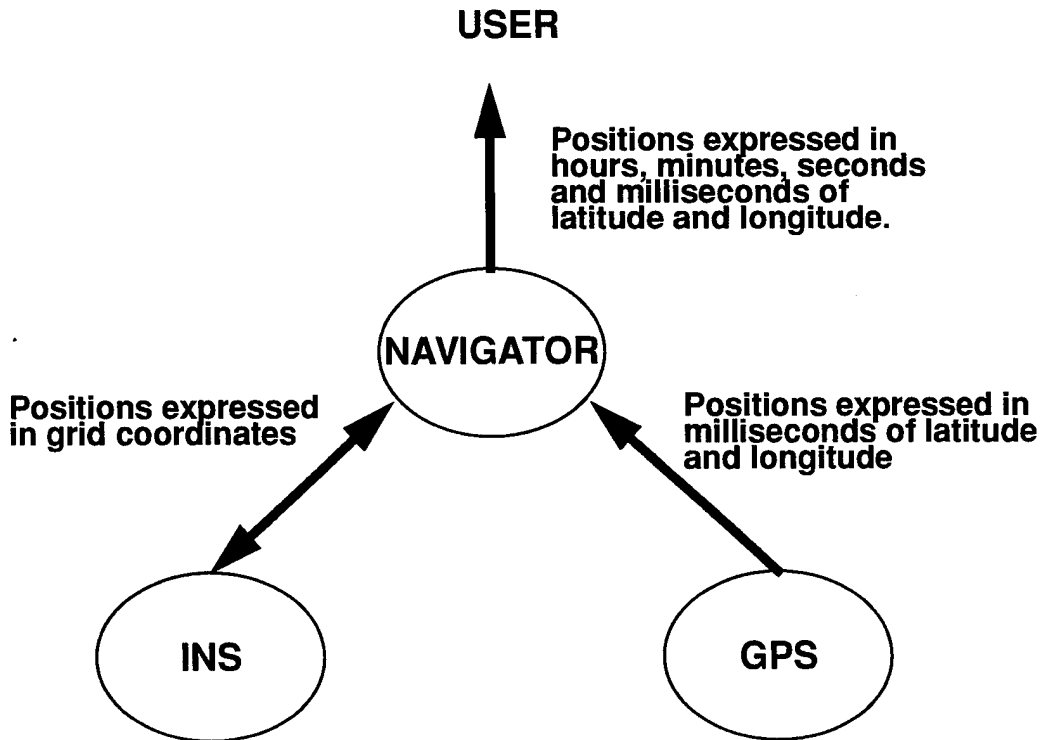 USER
Positions expressed in
hours, minutes, seconds
and milliseconds of
latitude and longitude.
NAVIGATOR
Positions expressed
in grid coordinates
Positions expressed in
milliseconds of latitude
and longitude
INS
GPS